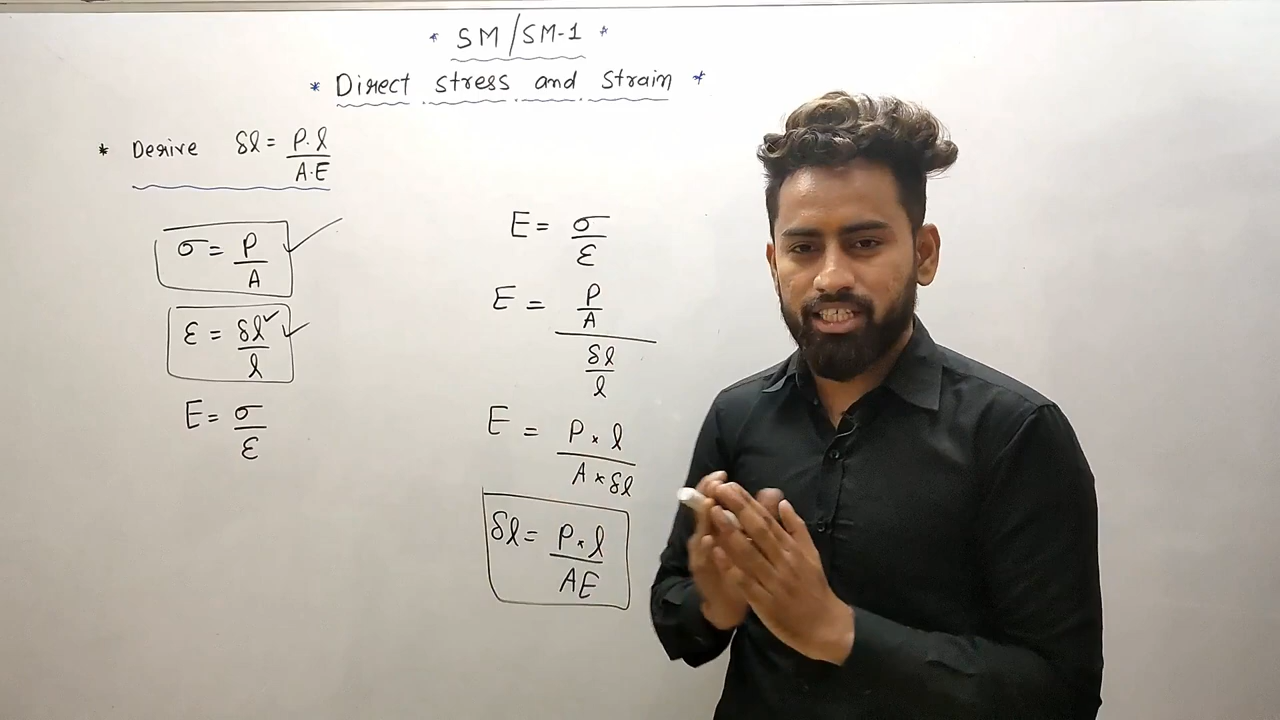 * SM/SM-1 *
* Direct stress and strain *
* Derive δl = P.l / A.E
σ = P / A
ε = δl / l
E = σ / ε
E = σ / ε
E = P / A / δl / l
E = P × l / A × δl
δl = P × l / AE